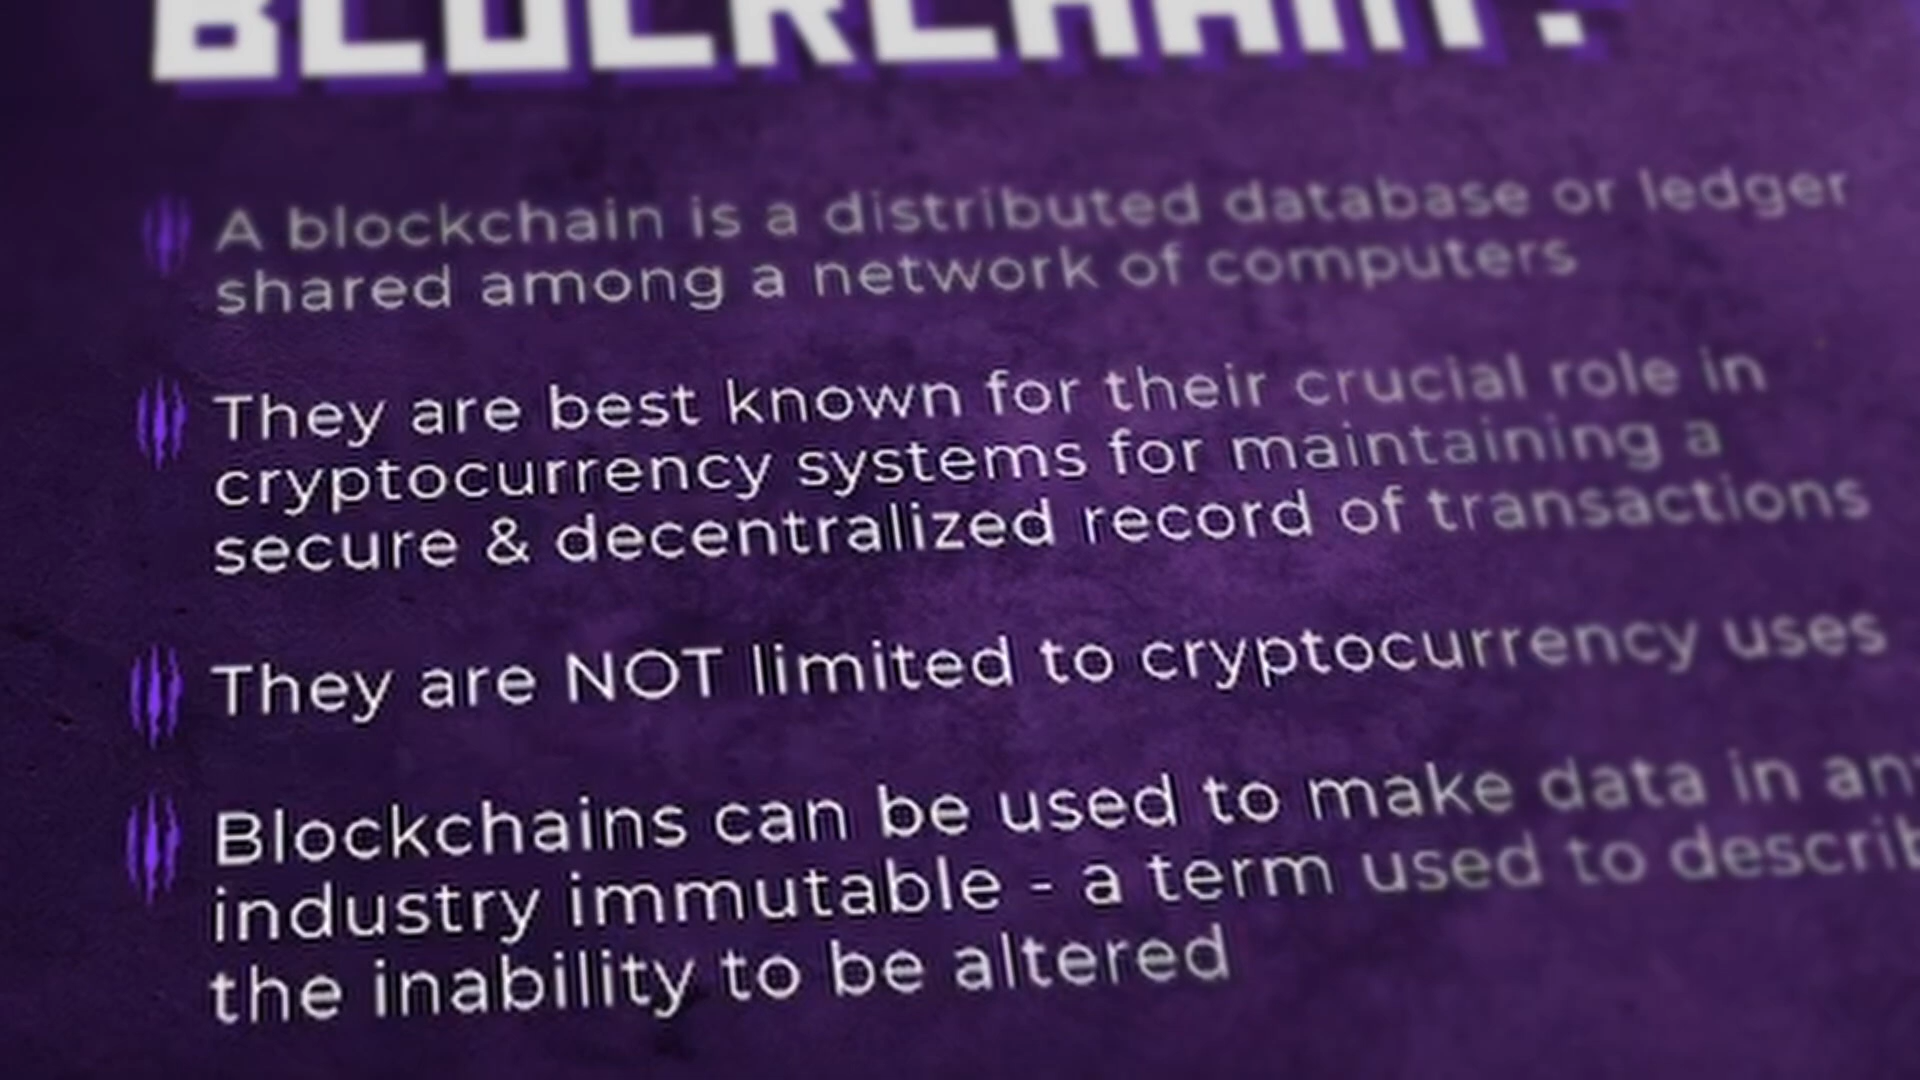 BLOCKCHAIN?
A blockchain is a distributed database or ledger
shared among a network of computers
They are best known for their crucial role in
cryptocurrency systems for maintaining a
secure & decentralized record of transactions
They are NOT limited to cryptocurrency uses
Blockchains can be used to make data in
industry immutable - a term used to
the inability to be altered